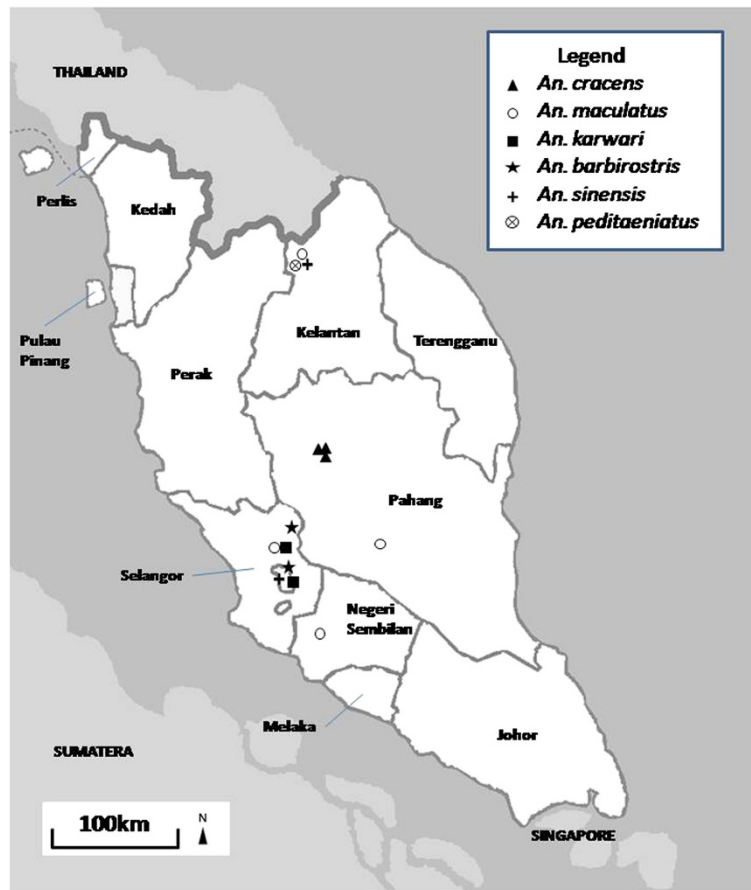 THAILAND
Legend
An. cracens
An. maculatus
An. karwari
An. barbirostris
An. sinensis
An. peditaeniatus
Perlis
Kedah
Pulau
Pinang
Perak
Kelantan
Terengganu
Pahang
Selangor
Negeri
Sembilan
Melaka
Johor
SUMATERA
100km
N
SINGAPORE